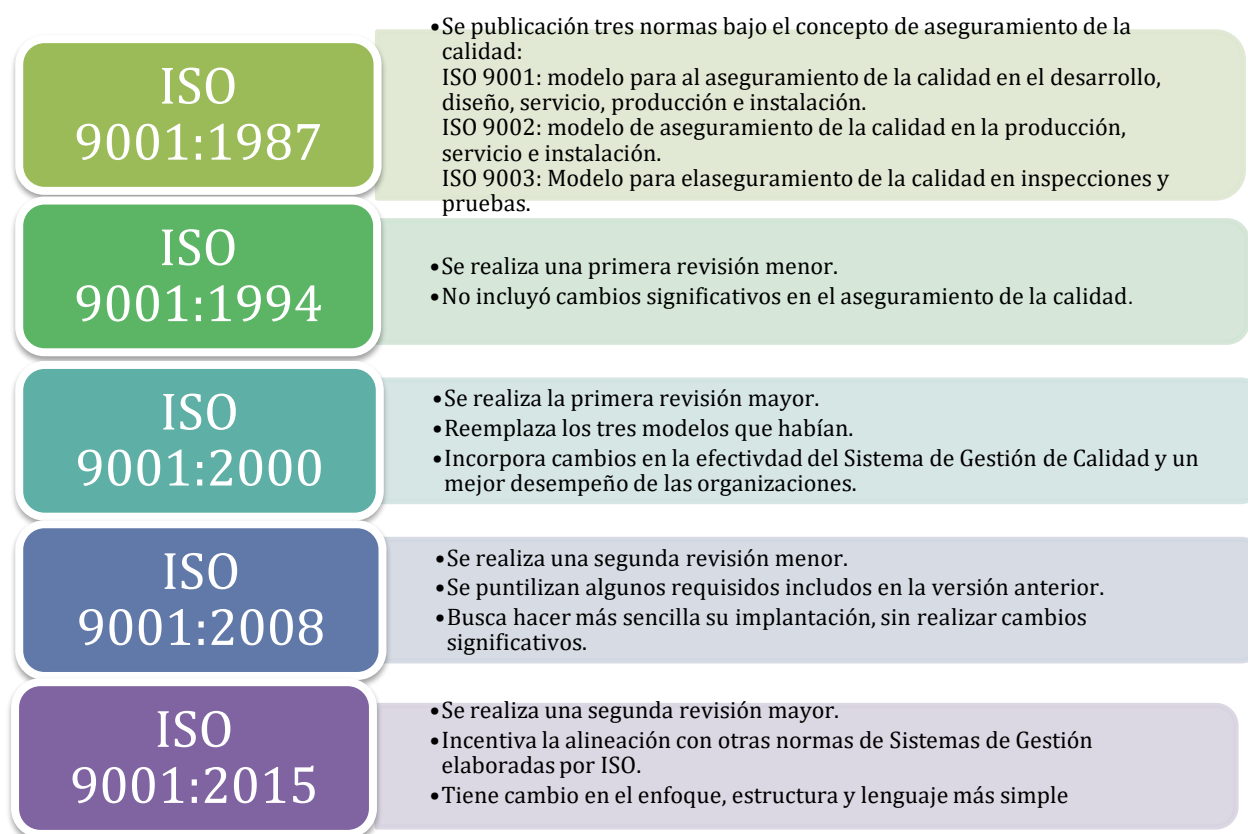 ISO
9001:1987
•Se publicación tres normas bajo el concepto de aseguramiento de la
calidad:
ISO 9001: modelo para al aseguramiento de la calidad en el desarrollo,
diseño, servicio, producción e instalación.
ISO 9002: modelo de aseguramiento de la calidad en la producción,
servicio e instalación.
ISO 9003: Modelo para elaseguramiento de la calidad en inspecciones y
pruebas.
ISO
9001:1994
•Se realiza una primera revisión menor.
•No incluyó cambios significativos en el aseguramiento de la calidad.
ISO
9001:2000
•Se realiza la primera revisión mayor.
•Reemplaza los tres modelos que habían.
•Incorpora cambios en la efectivdad del Sistema de Gestión de Calidad y un
mejor desempeño de las organizaciones.
ISO
9001:2008
•Se realiza una segunda revisión menor.
•Se puntilizan algunos requisidos includos en la versión anterior.
•Busca hacer más sencilla su implantación, sin realizar cambios
significativos.
ISO
9001:2015
•Se realiza una segunda revisión mayor.
•Incentiva la alineación con otras normas de Sistemas de Gestión
elaboradas por ISO.
•Tiene cambio en el enfoque, estructura y lenguaje más simple